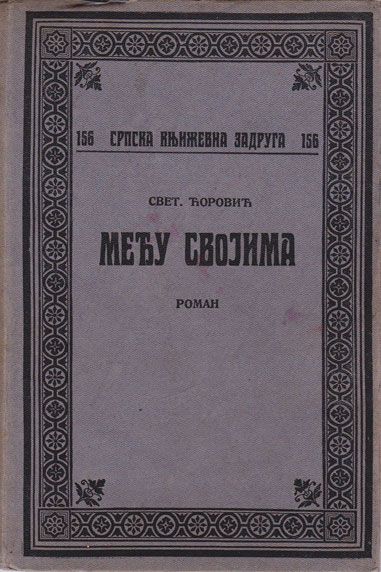 156 СРПСКА КЊИЖЕВНА ЗАДРУГА 156
СВЕТ. ЋОРОВИЋ
МЕЂУ СВОЈИМА
РОМАН